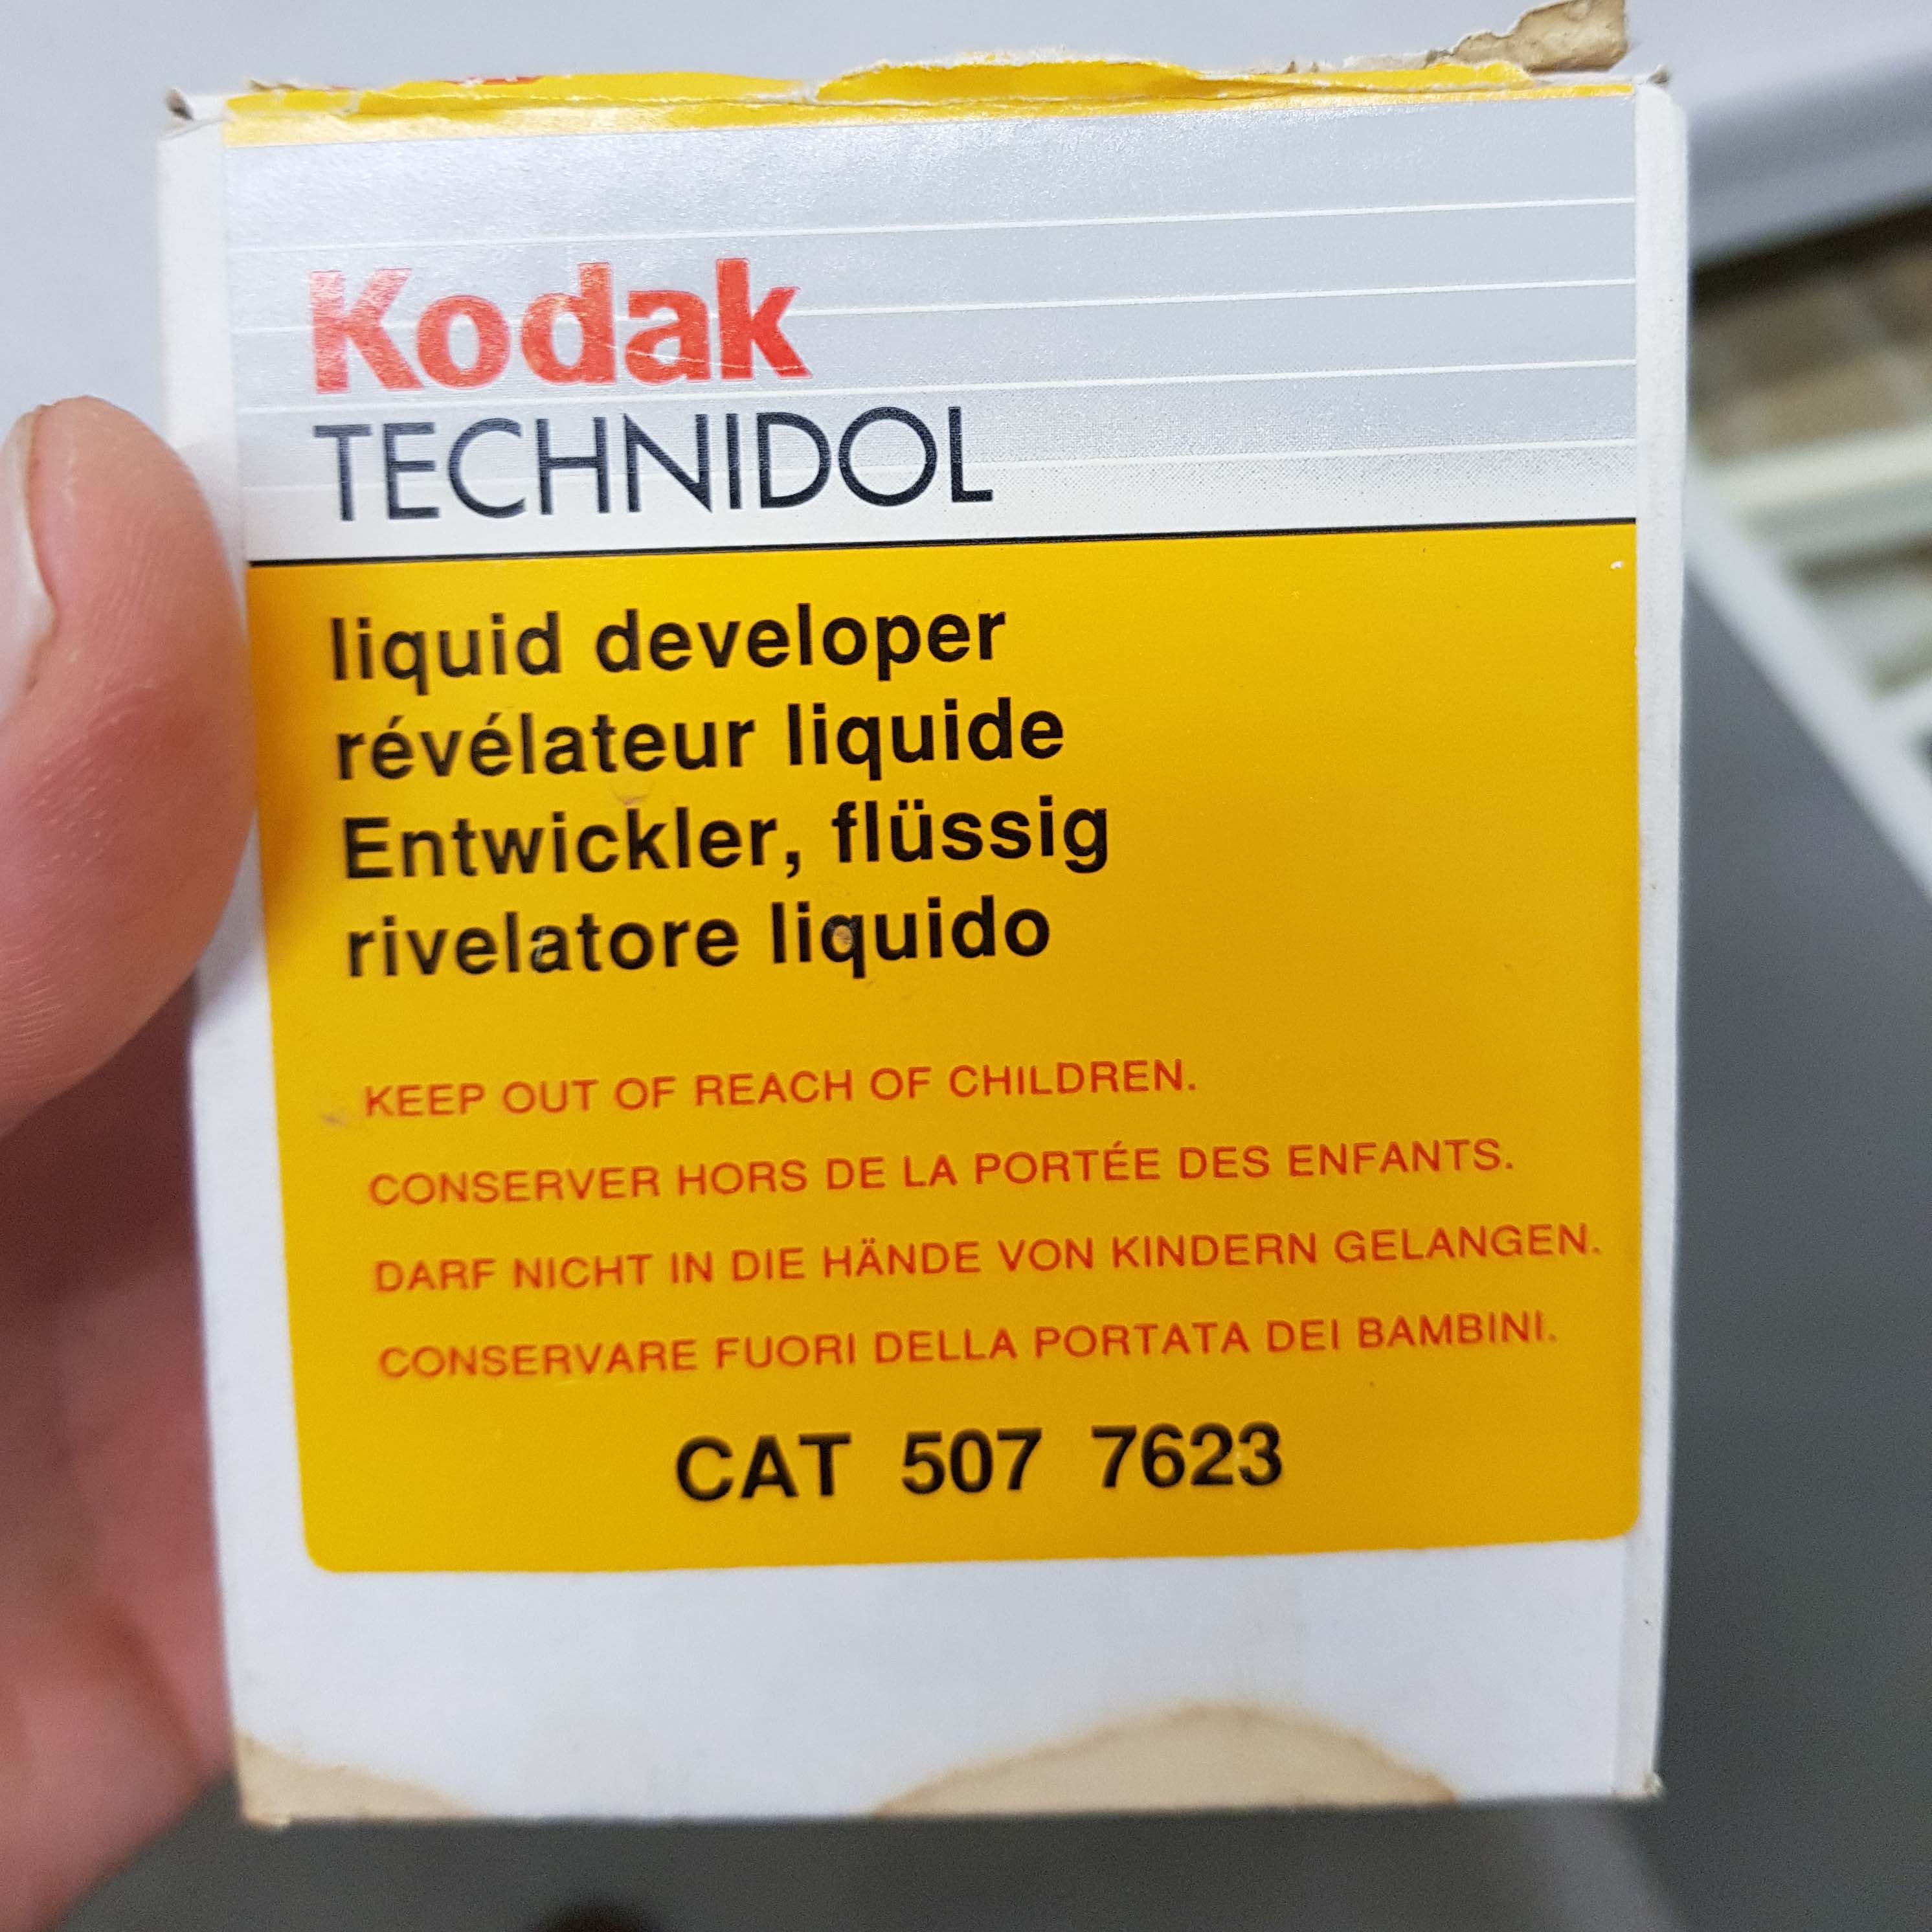 Kodak
TECHNIDOL
liquid developer
révélateur liquide
Entwickler, flüssig
rivelatore liquido
KEEP OUT OF REACH OF CHILDREN.
CONSERVER HORS DE LA PORTÉE DES ENFANTS.
DARF NICHT IN DIE HÄNDE VON KINDERN GELANGEN.
CONSERVARE FUORI DELLA PORTATA DEI BAMBINI.
CAT 507 7623